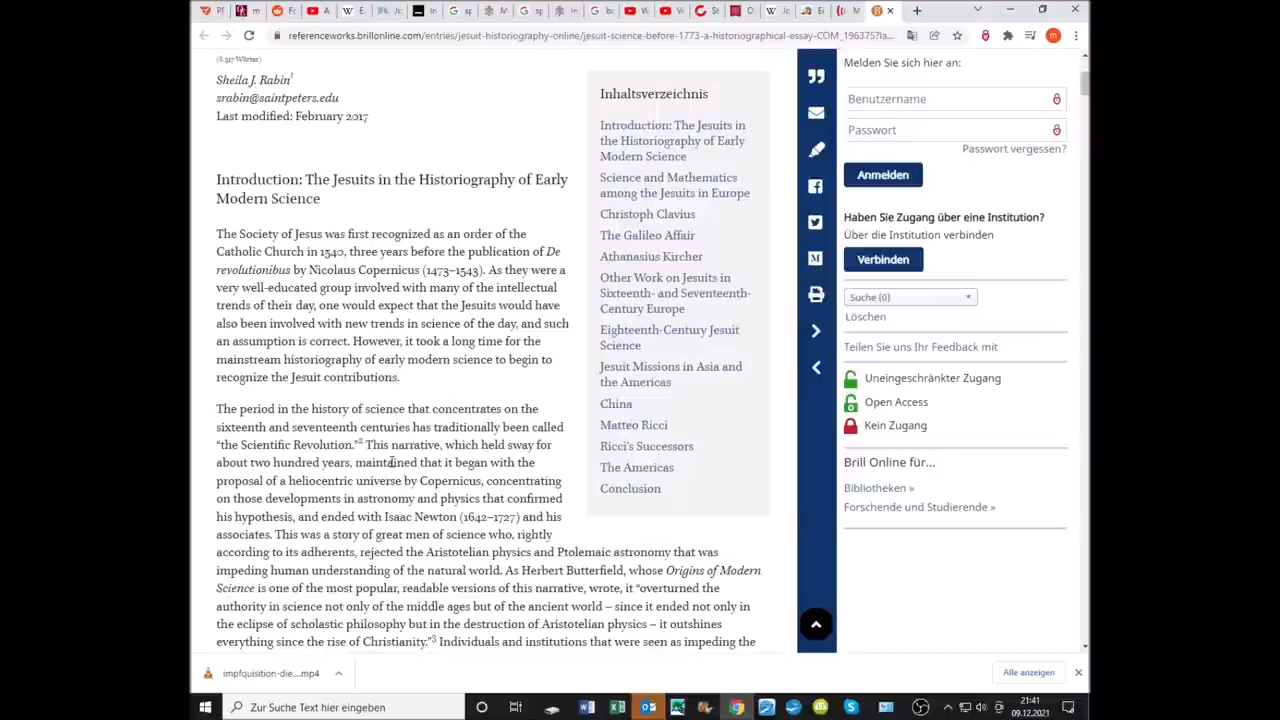 referenceworks.brillonline.com/entries/jesuit-historiography-online/jesuit-science-before-1773-a-historiographical-essay-COM_196375?la...
(8,317 Wörter)
Sheila J. Rabin¹
srabin@saintpeters.edu
Last modified: February 2017
Introduction: The Jesuits in the Historiography of Early
Modern Science
The Society of Jesus was first recognized as an order of the
Catholic Church in 1540, three years before the publication of De
revolutionibus by Nicolaus Copernicus (1473–1543). As they were a
very well-educated group involved with many of the intellectual
trends of their day, one would expect that the Jesuits would have
also been involved with new trends in science of the day, and such
an assumption is correct. However, it took a long time for the
mainstream historiography of early modern science to begin to
recognize the Jesuit contributions.
The period in the history of science that concentrates on the
sixteenth and seventeenth centuries has traditionally been called
“the Scientific Revolution.”² This narrative, which held sway for
about two hundred years, maintained that it began with the
proposal of a heliocentric universe by Copernicus, concentrating
on those developments in astronomy and physics that confirmed
his hypothesis, and ended with Isaac Newton (1642–1727) and his
associates. This was a story of great men of science who, rightly
according to its adherents, rejected the Aristotelian physics and Ptolemaic astronomy that was
impeding human understanding of the natural world. As Herbert Butterfield, whose Origins of Modern
Science is one of the most popular, readable versions of this narrative, wrote, it “overturned the
authority in science not only of the middle ages but of the ancient world – since it ended not only in
the eclipse of scholastic philosophy but in the destruction of Aristotelian physics – it outshines
everything since the rise of Christianity.”³ Individuals and institutions that were seen as impeding the
Inhaltsverzeichnis
Introduction: The Jesuits in
the Historiography of Early
Modern Science
Science and Mathematics
among the Jesuits in Europe
Christoph Clavius
The Galileo Affair
Athanasius Kircher
Other Work on Jesuits in
Sixteenth- and Seventeenth-
Century Europe
Eighteenth-Century Jesuit
Science
Jesuit Missions in Asia and
the Americas
China
Matteo Ricci
Ricci's Successors
The Americas
Conclusion
Melden Sie sich hier an:
Benutzername
Passwort
Passwort vergessen?
Anmelden
Haben Sie Zugang über eine Institution?
Über die Institution verbinden
Verbinden
Suche (0)
Löschen
Teilen Sie uns Ihr Feedback mit
Uneingeschränkter Zugang
Open Access
Kein Zugang
Brill Online für...
Bibliotheken »
Forschende und Studierende »
impfquisition-die....mp4
Alle anzeigen
Zur Suche Text hier eingeben
21:41
09.12.2021